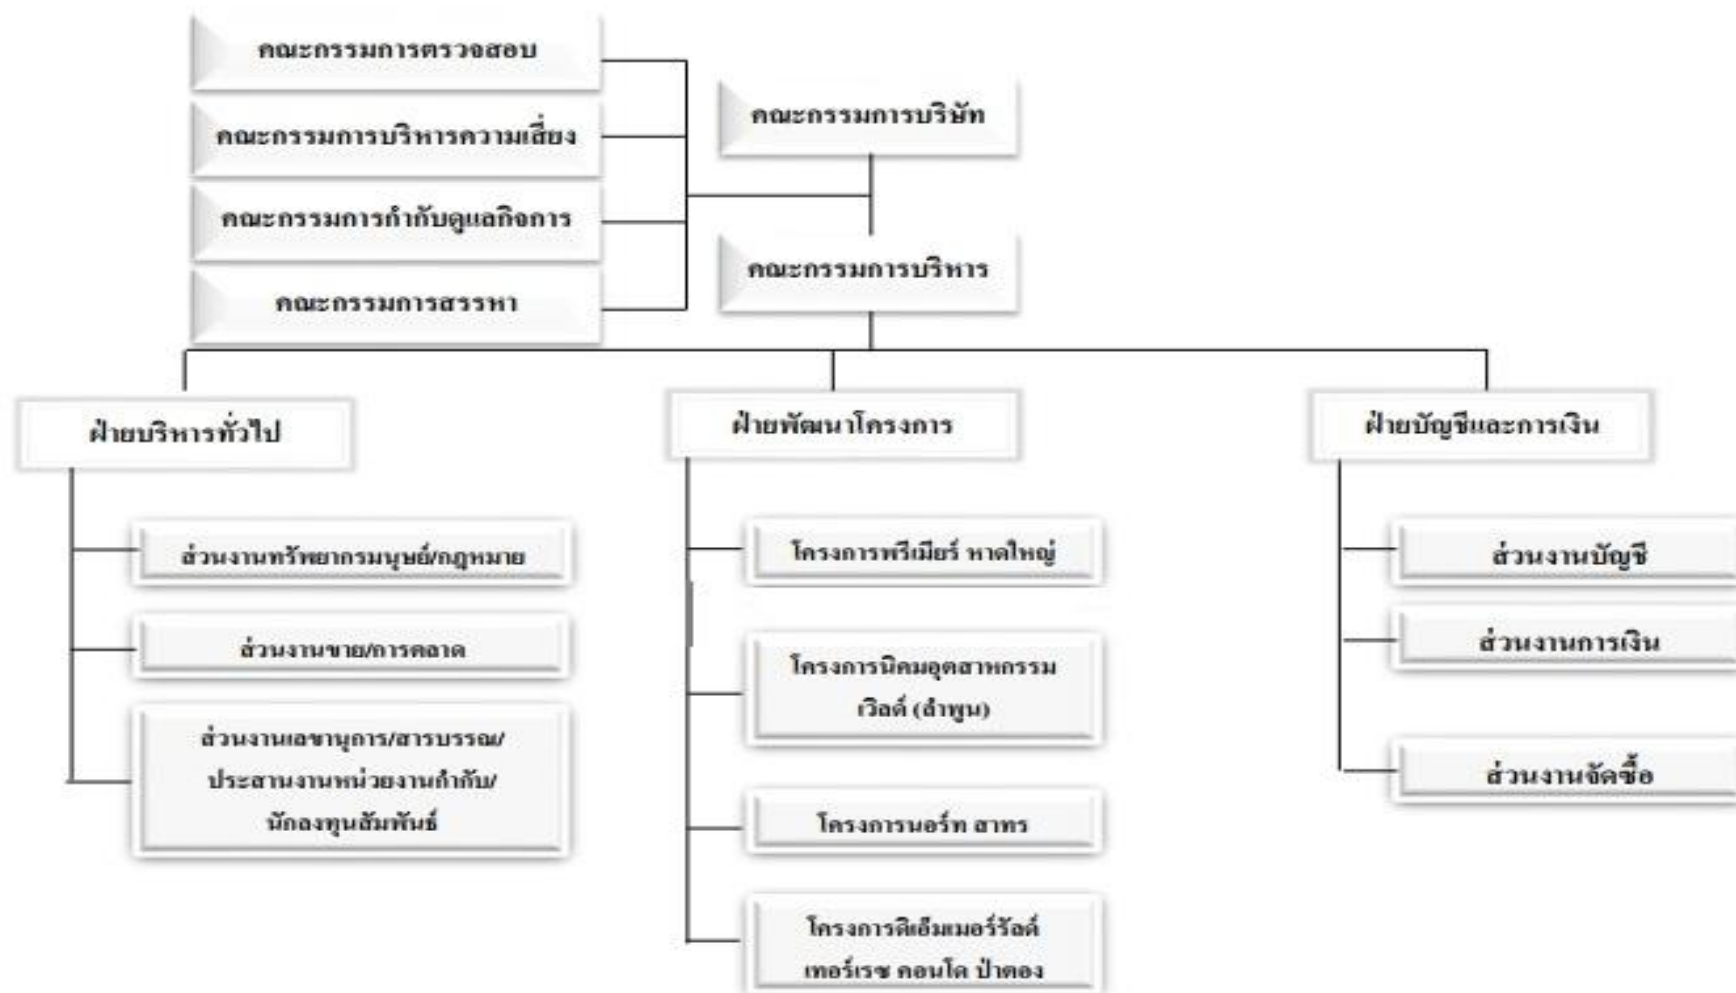 คณะกรรมการตรวจสอบ
คณะกรรมการบริหารความเสี่ยง
คณะกรรมการกำกับดูแลกิจการ
คณะกรรมการสรรหา
คณะกรรมการบริษัท
คณะกรรมการบริหาร
ฝ่ายบริหารทั่วไป
ส่วนงานทรัพยากรมนุษย์/กฎหมาย
ส่วนงานขาย/การตลาด
ส่วนงานเลขานุการ/สารบรรณ/
ประสานงานหน่วยงานกำกับ/
นักลงทุนสัมพันธ์
ฝ่ายพัฒนาโครงการ
โครงการพรีเมียร์ หาดใหญ่
โครงการนิคมอุตสาหกรรม
เวิลด์ (ลำพูน)
โครงการนอร์ท สาทร
โครงการดิเอ็มเมอร์รัลด์
เทอร์เรซ คอนโด ป่าตอง
ฝ่ายบัญชีและการเงิน
ส่วนงานบัญชี
ส่วนงานการเงิน
ส่วนงานจัดซื้อ